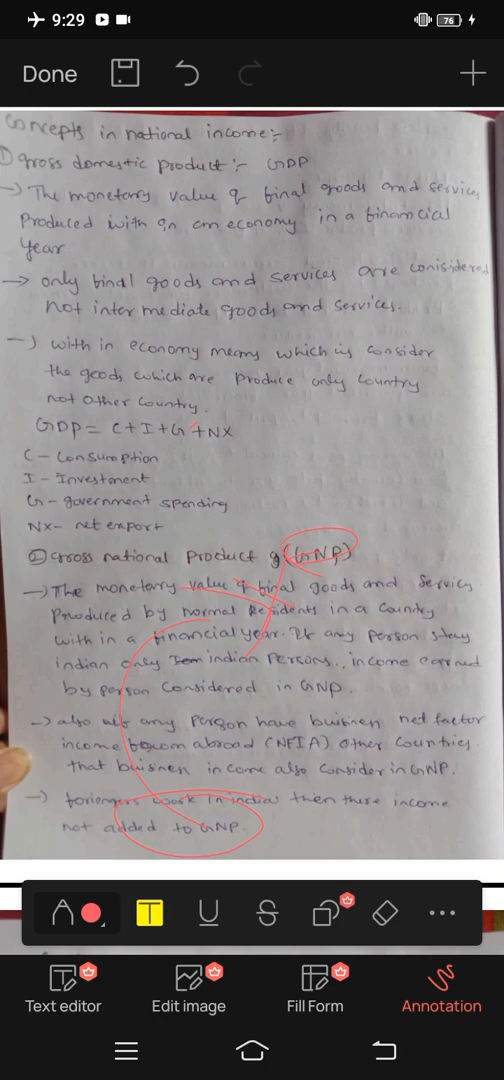 9:29
76
Done
Concepts in national income:-
1) gross domestic product:- GDP
→ The monetary value of final goods and services
Produced with in an economy in a financial
year
→ only final goods and services are conisidered
not inter mediate goods and services.
→ with in economy means which is consider
the goods which are produce only country
not other country.
GDP = C+I+G+NX
C - consumption
I - Investment
G - government spending
NX - net export
2) Gross national product (GNP)
→ The monetary value of final goods and services
Produced by normal Residents in a country
with in a financial year. If any person stay
indian only indian persons, income earned
by person considered in GNP.
→ also any person have buisness net factor
income from abroad (NFIA) other countries
that buisness income also consider in GNP.
→ foriengers work in india then there income
not added to GNP.
T
U
S
Text editor
Edit image
Fill Form
Annotation